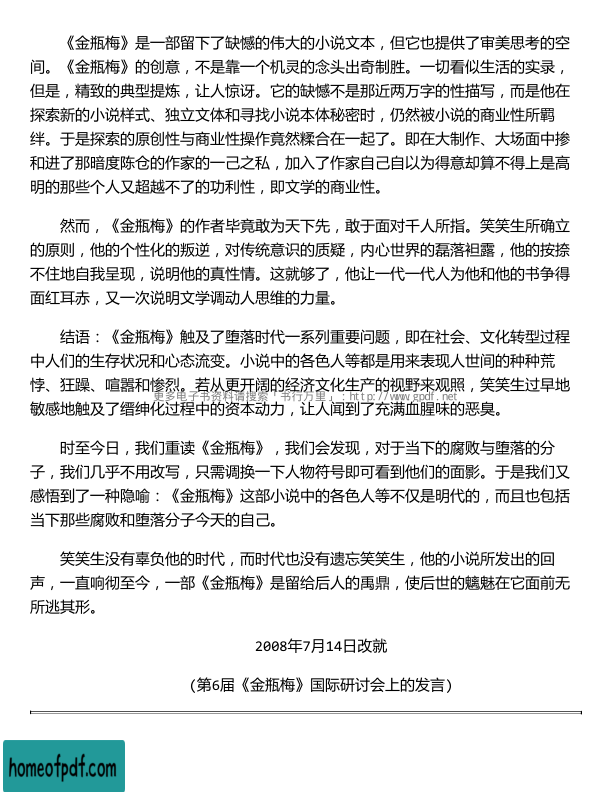 《金瓶梅》是一部留下了缺憾的伟大的小说文本，但它也提供了审美思考的空
间。《金瓶梅》的创意，不是靠一个机灵的念头出奇制胜。一切看似生活的实录，
但是，精致的典型提炼，让人惊讶。它的缺憾不是那近两万字的性描写，而是他在
探索新的小说样式、独立文体和寻找小说本体秘密时，仍然被小说的商业性所羁
绊。于是探索的原创性与商业性操作竟然糅合在一起了。即在大制作、大场面中掺
和进了那暗度陈仓的作家的一己之私，加入了作家自己自以为得意却算不得上是高
明的那些个人又超越不了的功利性，即文学的商业性。
然而，《金瓶梅》的作者毕竟敢为天下先，敢于面对千人所指。笑笑生所确立
的原则，他的个性化的叛逆，对传统意识的质疑，内心世界的磊落袒露，他的按捺
不住地自我呈现，说明他的真性情。这就够了，他让一代一代人为他和他的书争得
面红耳赤，又一次说明文学调动人思维的力量。
结语：《金瓶梅》触及了堕落时代一系列重要问题，即在社会、文化转型过程
中人们的生存状况和心态流变。小说中的各色人等都是用来表现人世间的种种荒
悖、狂躁、喧嚣和惨烈。若从更开阔的经济文化生产的视野来观照，笑笑生过早地
更多电子书资料请搜索「书行万里」：http://www.gpdf.net
敏感地触及了缙绅化过程中的资本动力，让人闻到了充满血腥味的恶臭。
时至今日，我们重读《金瓶梅》，我们会发现，对于当下的腐败与堕落的分
子，我们几乎不用改写，只需调换一下人物符号即可看到他们的面影。于是我们又
感悟到了一种隐喻：《金瓶梅》这部小说中的各色人等不仅是明代的，而且也包括
当下那些腐败和堕落分子今天的自己。
笑笑生没有辜负他的时代，而时代也没有遗忘笑笑生，他的小说所发出的回
声，一直响彻至今，一部《金瓶梅》是留给后人的禹鼎，使后世的魑魅在它面前无
所逃其形。
2008年7月14日改就
（第6届《金瓶梅》国际研讨会上的发言）
homeofpdf.com